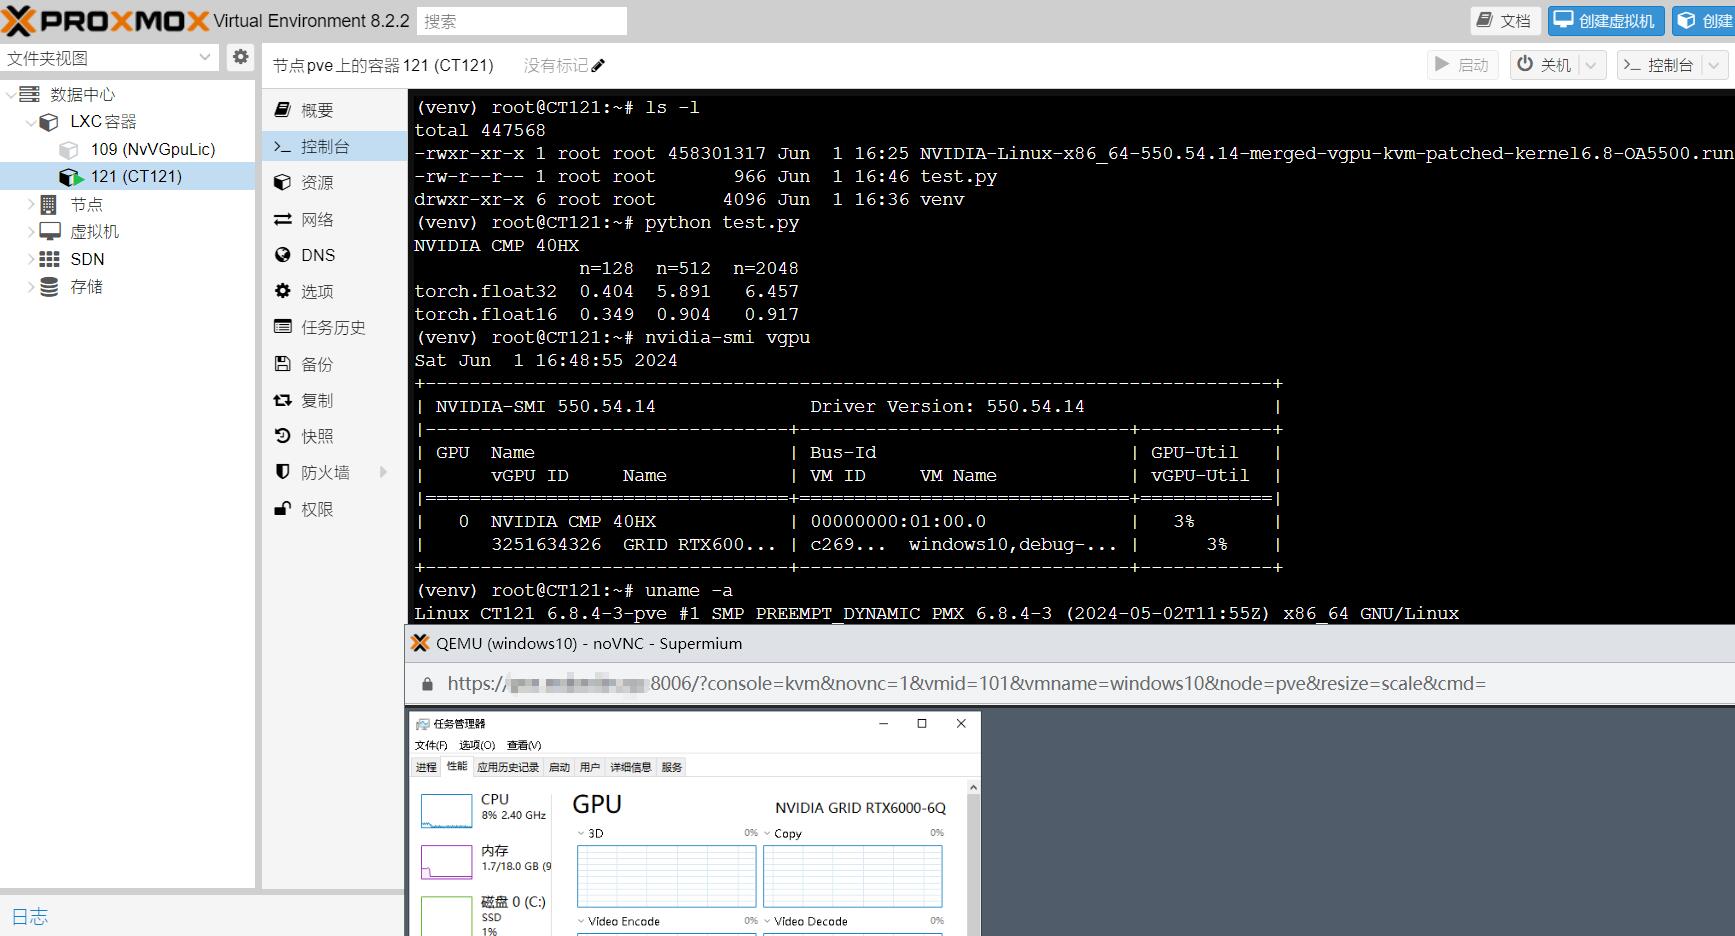 PROXMOX Virtual Environment 8.2.2 搜索 文档 创建虚拟机 创建
文件夹视图
数据中心
LXC 容器
109 (NvVGpuLic)
121 (CT121)
节点
虚拟机
SDN
存储
日志
节点pve上的容器121 (CT121) 没有标记 启动 关机 控制台
概要
控制台
资源
网络
DNS
选项
任务历史
备份
复制
快照
防火墙
权限
(venv) root@CT121:~# ls -l
total 447568
-rwxr-xr-x 1 root root 458301317 Jun  1 16:25 NVIDIA-Linux-x86_64-550.54.14-merged-vgpu-kvm-patched-kernel6.8-OA5500.run
-rw-r--r-- 1 root root       966 Jun  1 16:46 test.py
drwxr-xr-x 6 root root      4096 Jun  1 16:36 venv
(venv) root@CT121:~# python test.py
NVIDIA CMP 40HX
               n=128  n=512  n=2048
torch.float32  0.404  5.891   6.457
torch.float16  0.349  0.904   0.917
(venv) root@CT121:~# nvidia-smi vgpu
Sat Jun  1 16:48:55 2024
+-----------------------------------------------------------------------------+
| NVIDIA-SMI 550.54.14              Driver Version: 550.54.14                 |
|---------------------------------+------------------------------+------------+
| GPU  Name                       | Bus-Id                       | GPU-Util   |
|      vGPU ID     Name           | VM ID     VM Name            | vGPU-Util  |
|=================================+==============================+============|
|   0  NVIDIA CMP 40HX            | 00000000:01:00.0             |   3%       |
|      3251634326  GRID RTX600... | c269...  windows10,debug-... |      3%    |
+---------------------------------+------------------------------+------------+
(venv) root@CT121:~# uname -a
Linux CT121 6.8.4-3-pve #1 SMP PREEMPT_DYNAMIC PMX 6.8.4-3 (2024-05-02T11:55Z) x86_64 GNU/Linux
QEMU (windows10) - noVNC - Supermium
https://:8006/?console=kvm&novnc=1&vmid=101&vmname=windows10&node=pve&resize=scale&cmd=
任务管理器
文件(F) 选项(O) 查看(V)
进程 性能 应用历史记录 启动 用户 详细信息 服务
CPU
8% 2.40 GHz
内存
1.7/18.0 GB (9
磁盘 0 (C:)
SSD
1%
GPU NVIDIA GRID RTX6000-6Q
3D 0% Copy 0%
Video Encode 0% Video Decode 0%